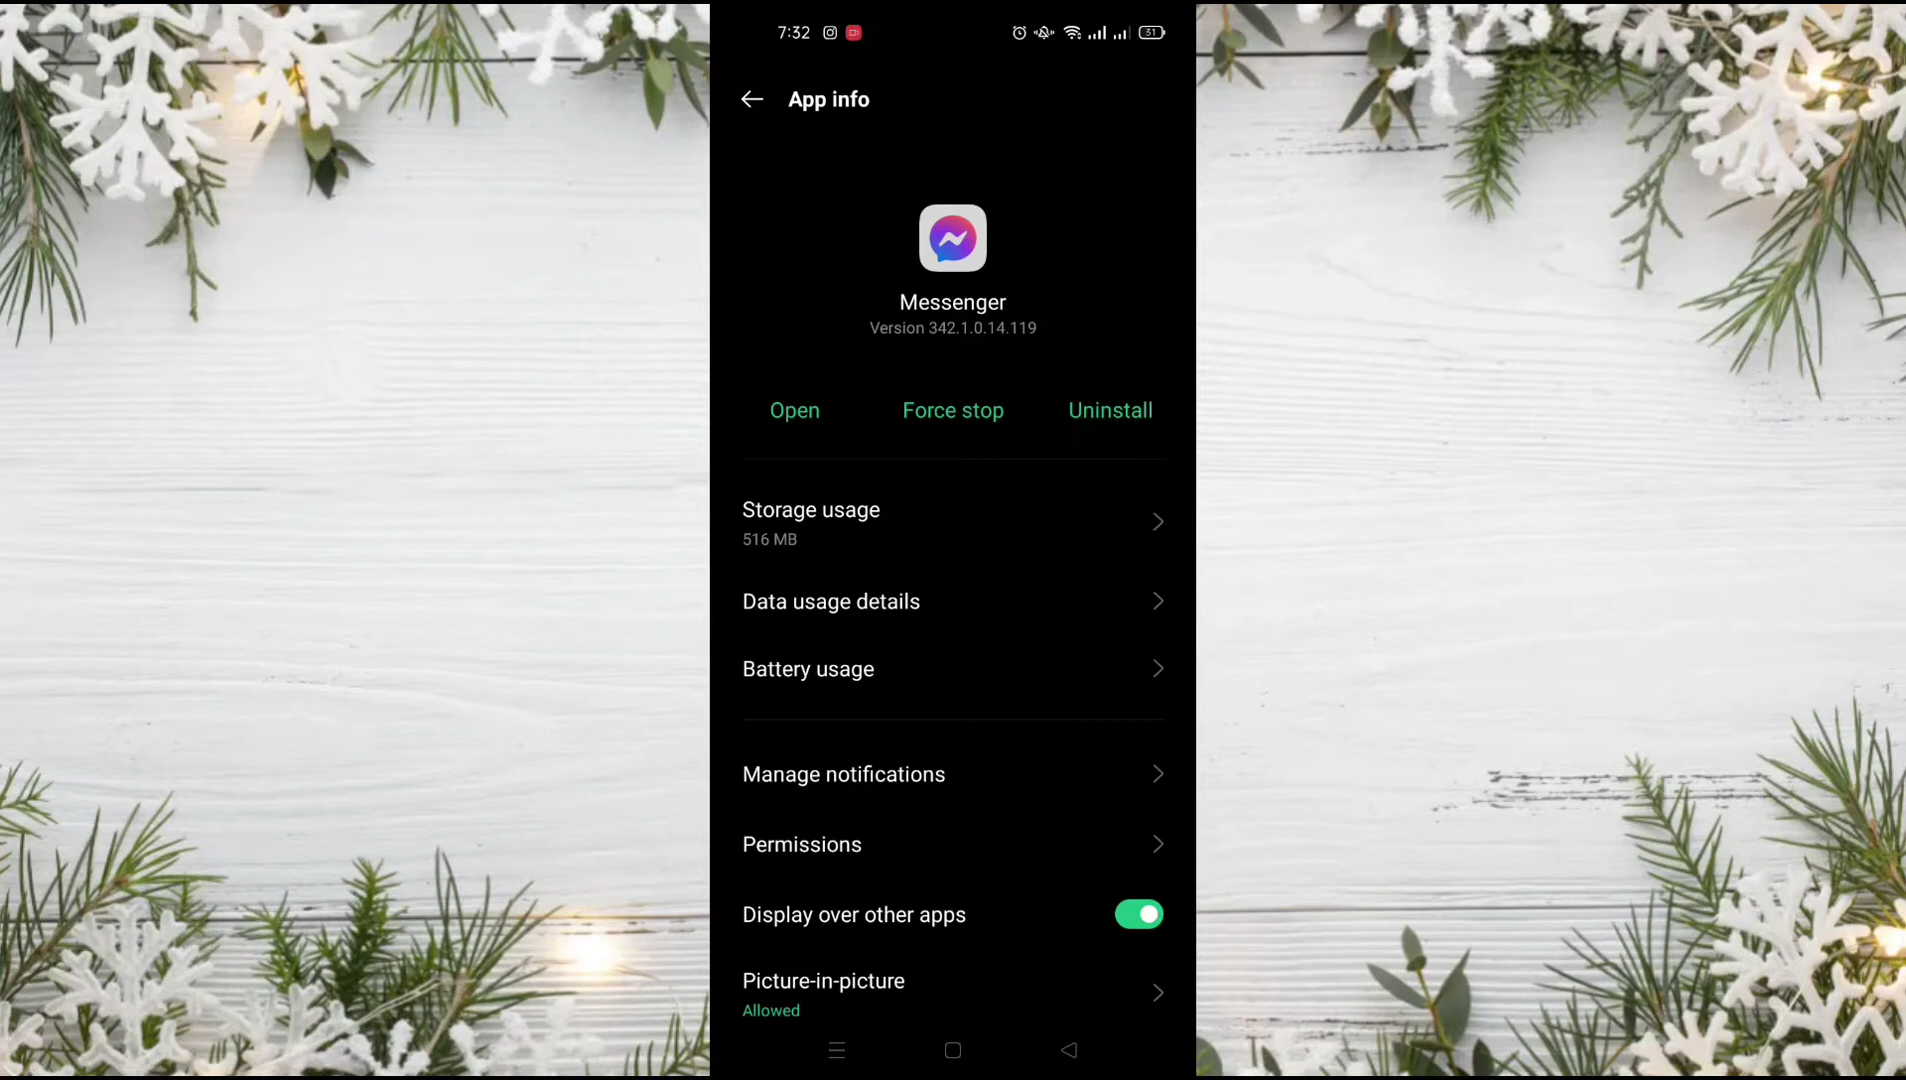 7:32
31
App info
Messenger
Version 342.1.0.14.119
Open
Force stop
Uninstall
Storage usage
516 MB
Data usage details
Battery usage
Manage notifications
Permissions
Display over other apps
Picture-in-picture
Allowed